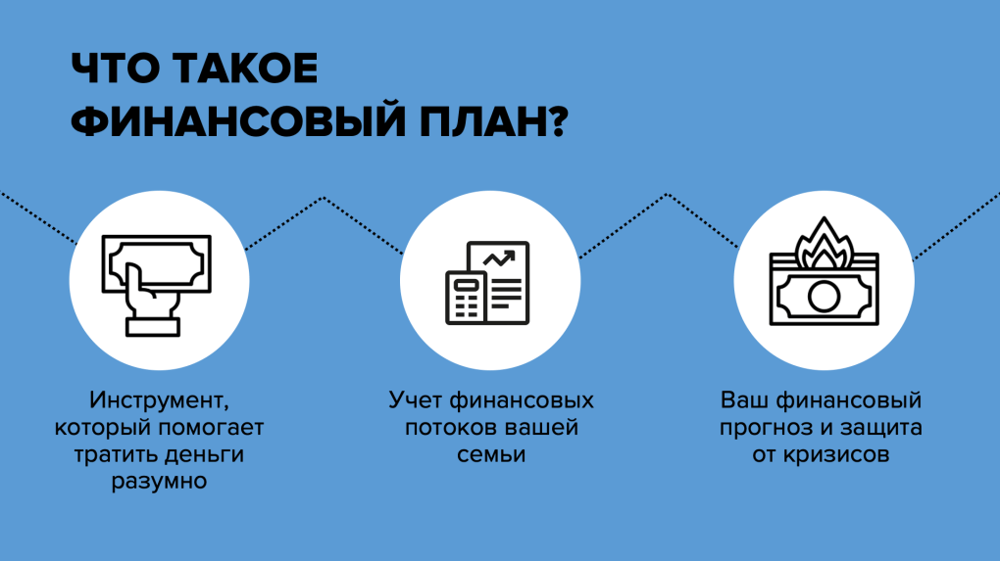 ЧТО ТАКОЕ
ФИНАНСОВЫЙ ПЛАН?
Инструмент,
который помогает
тратить деньги
разумно
Учет финансовых
потоков вашей
семьи
Ваш финансовый
прогноз и защита
от кризисов